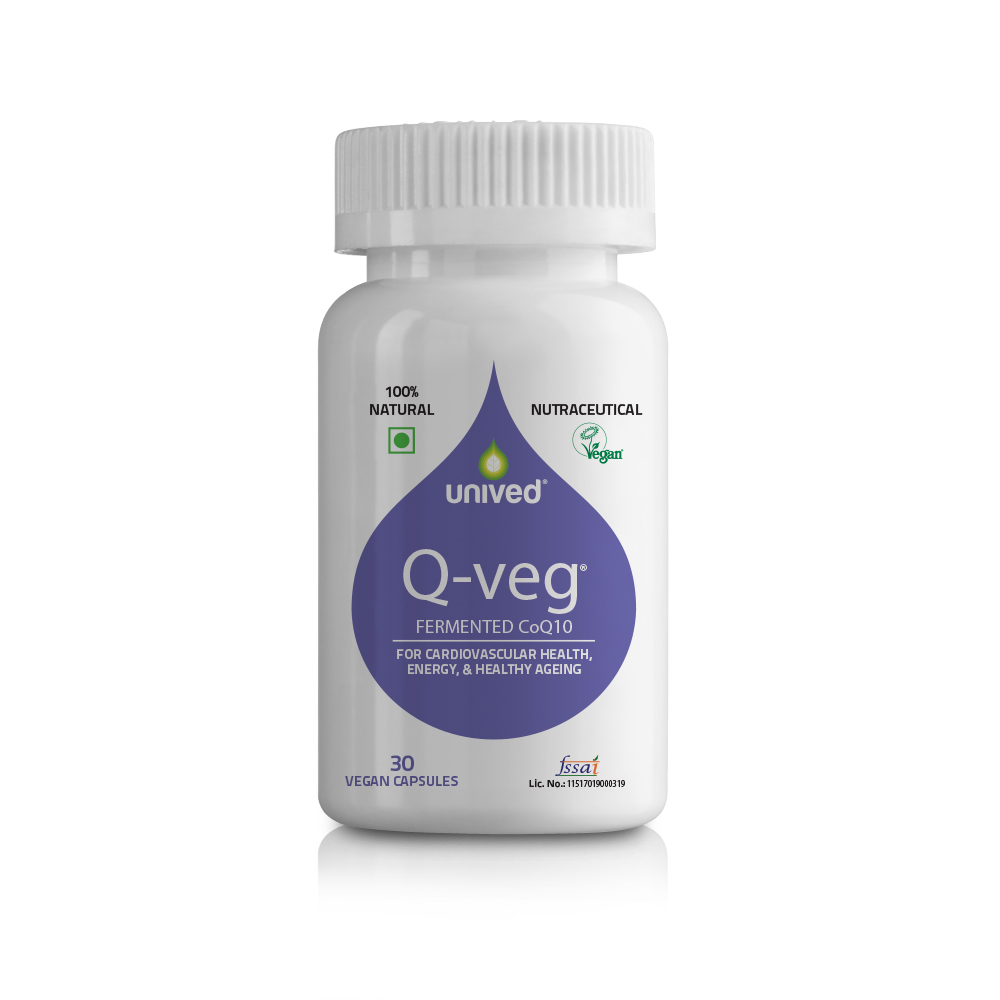 100%
NATURAL
NUTRACEUTICAL
Vegan
unived®
Q-veg®
FERMENTED CoQ10
FOR CARDIOVASCULAR HEALTH,
ENERGY, & HEALTHY AGEING
30
VEGAN CAPSULES
fssai
Lic. No.: 11517019000319